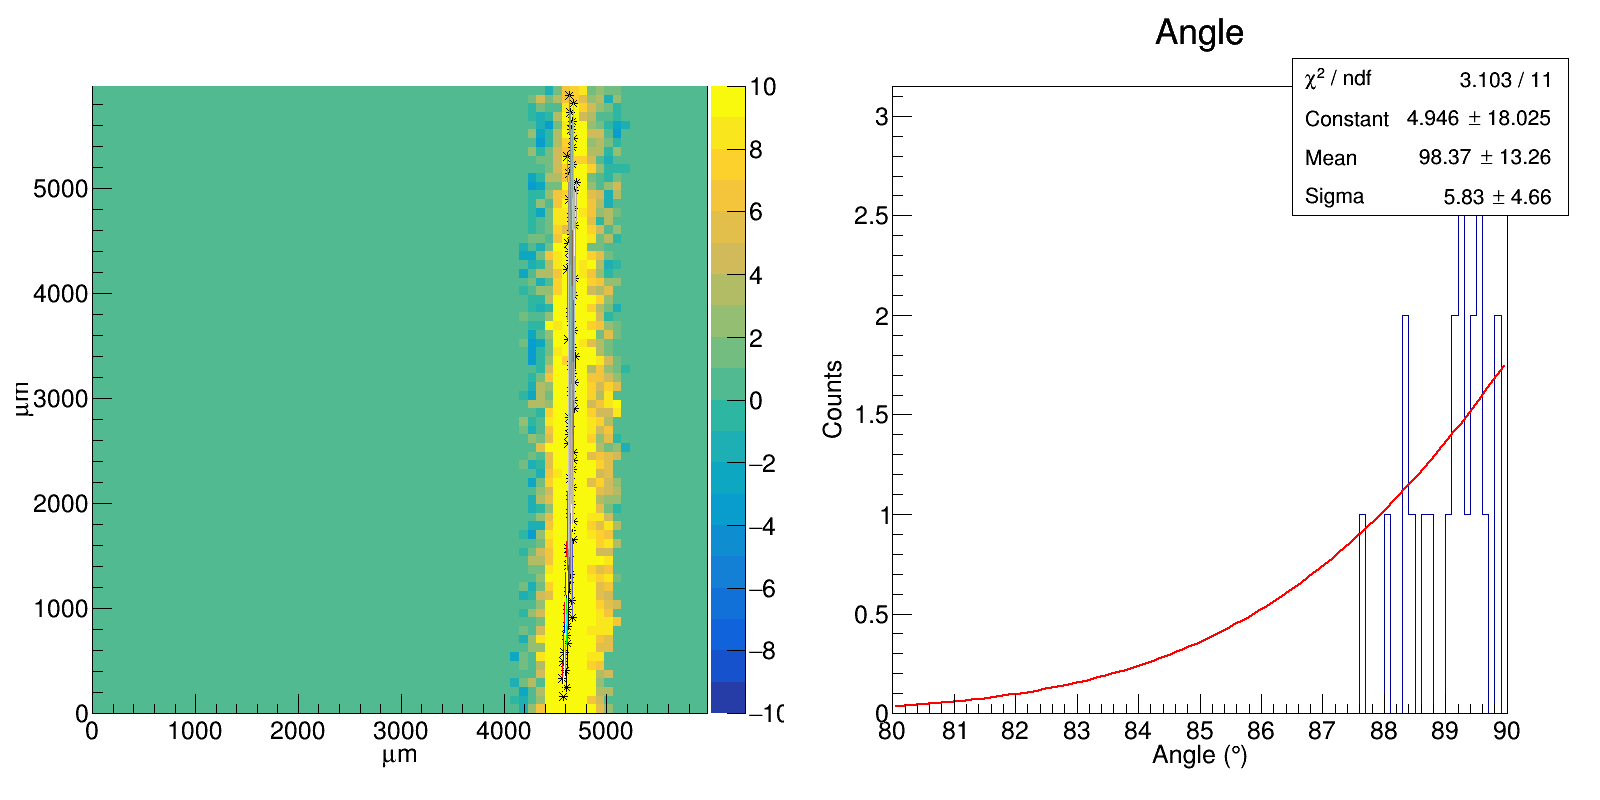 Angle
χ² / ndf 3.103 / 11
Constant 4.946 ± 18.025
Mean 98.37 ± 13.26
Sigma 5.83 ± 4.66
10
8
6
4
2
0
−2
−4
−6
−8
−10
5000
4000
3000
2000
1000
0
μm
0 1000 2000 3000 4000 5000
μm
3
2.5
2
1.5
1
0.5
0
Counts
80 81 82 83 84 85 86 87 88 89 90
Angle (°)